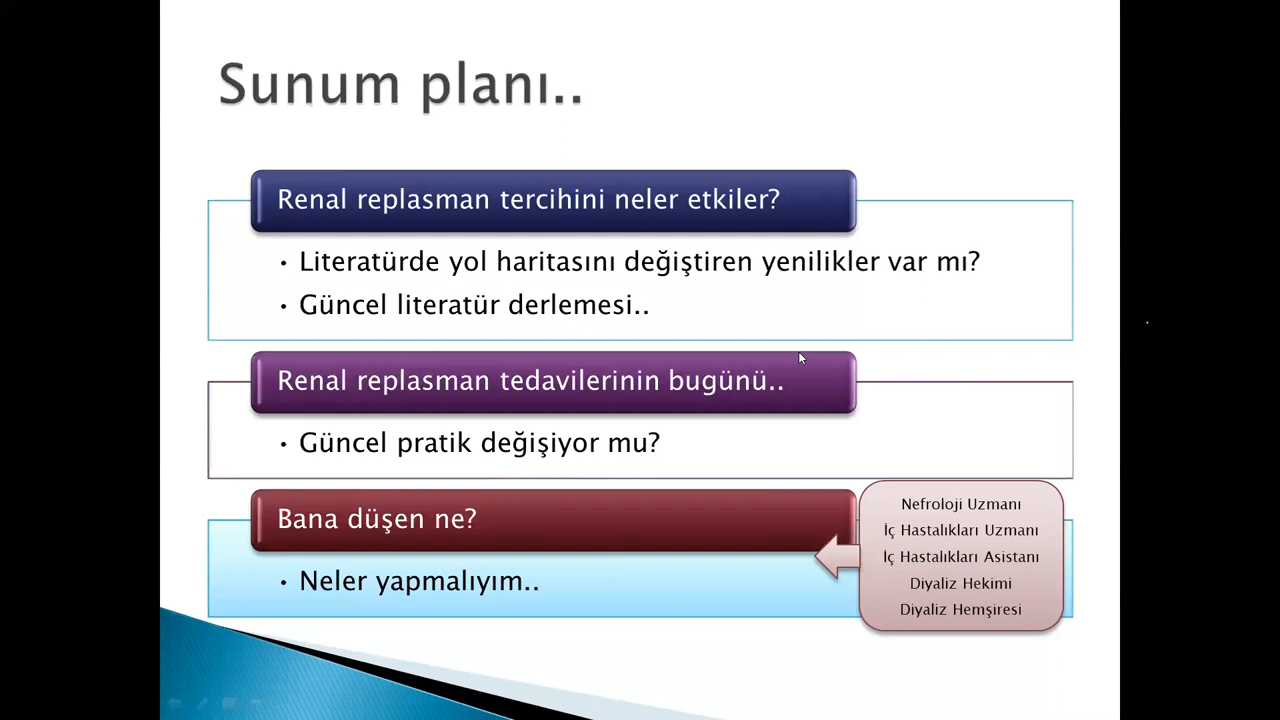 Sunum planı..
Renal replasman tercihini neler etkiler?
• Literatürde yol haritasını değiştiren yenilikler var mı?
• Güncel literatür derlemesi..
Renal replasman tedavilerinin bugünü..
• Güncel pratik değişiyor mu?
Bana düşen ne?
• Neler yapmalıyım..
Nefroloji Uzmanı
İç Hastalıkları Uzmanı
İç Hastalıkları Asistanı
Diyaliz Hekimi
Diyaliz Hemşiresi